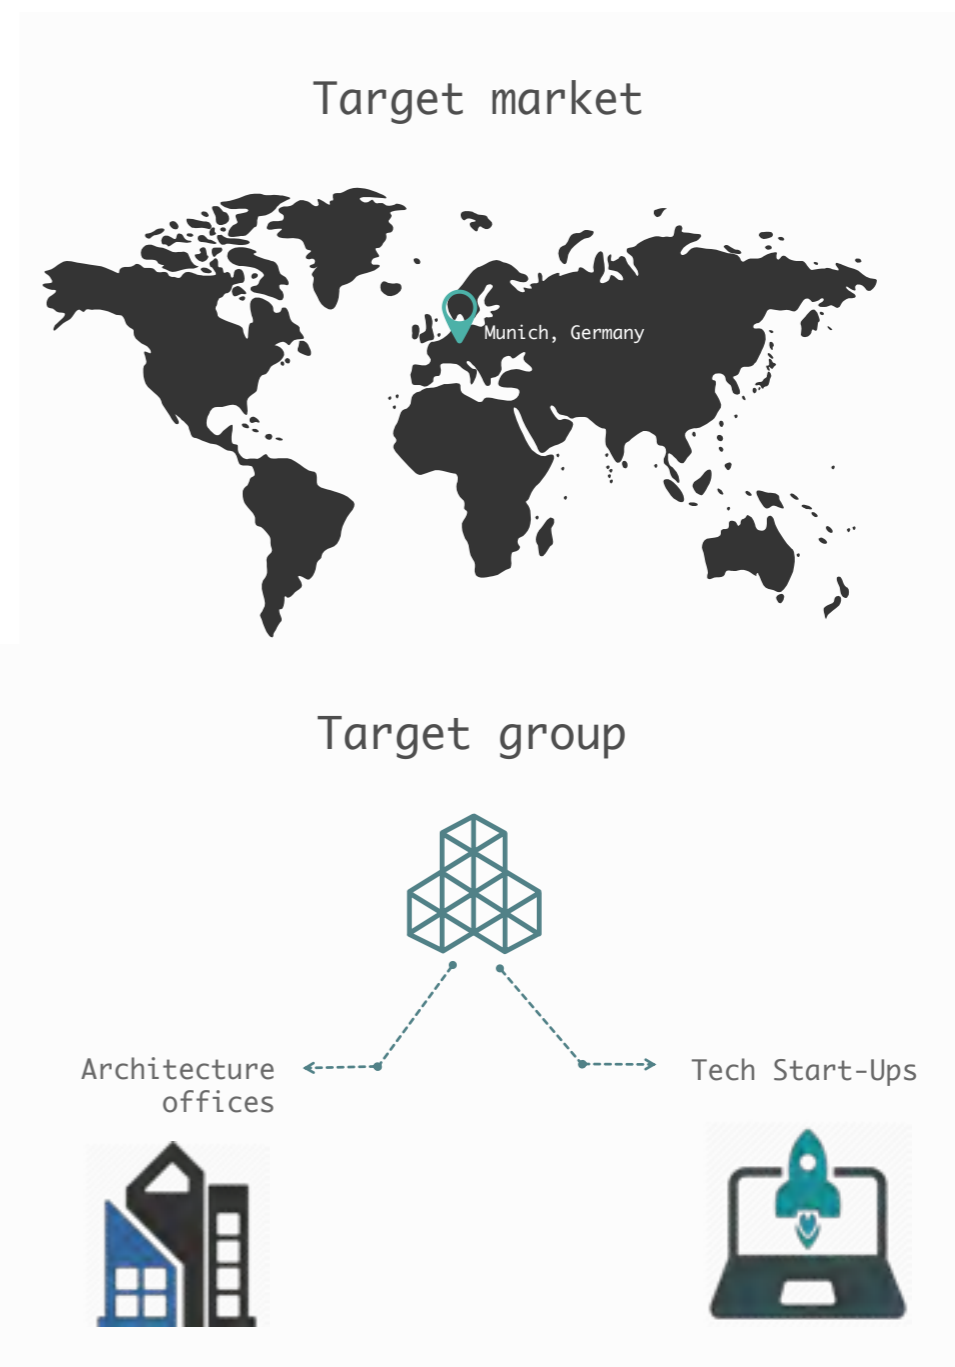 Target market
Munich, Germany
Target group
Architecture
offices
Tech Start-Ups